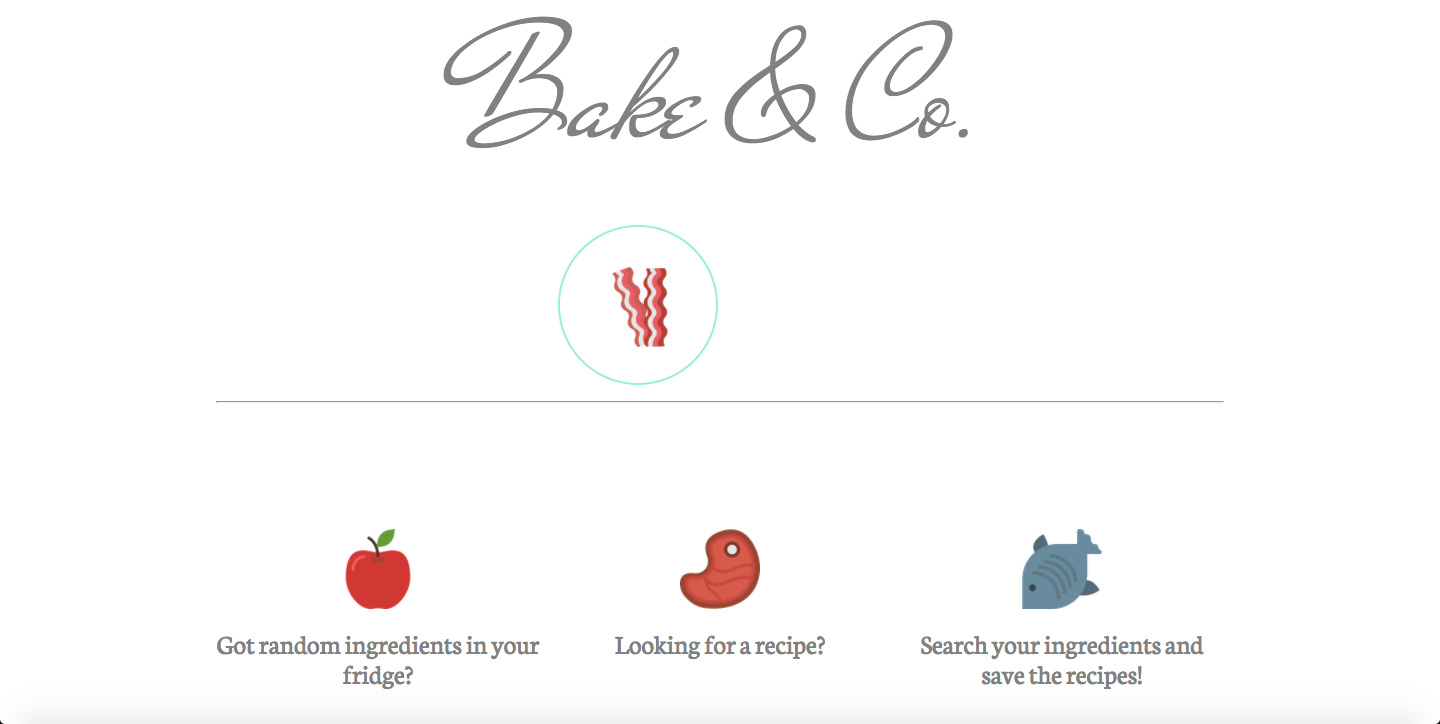 Bake & Co.
Got random ingredients in your
fridge?
Looking for a recipe?
Search your ingredients and
save the recipes!